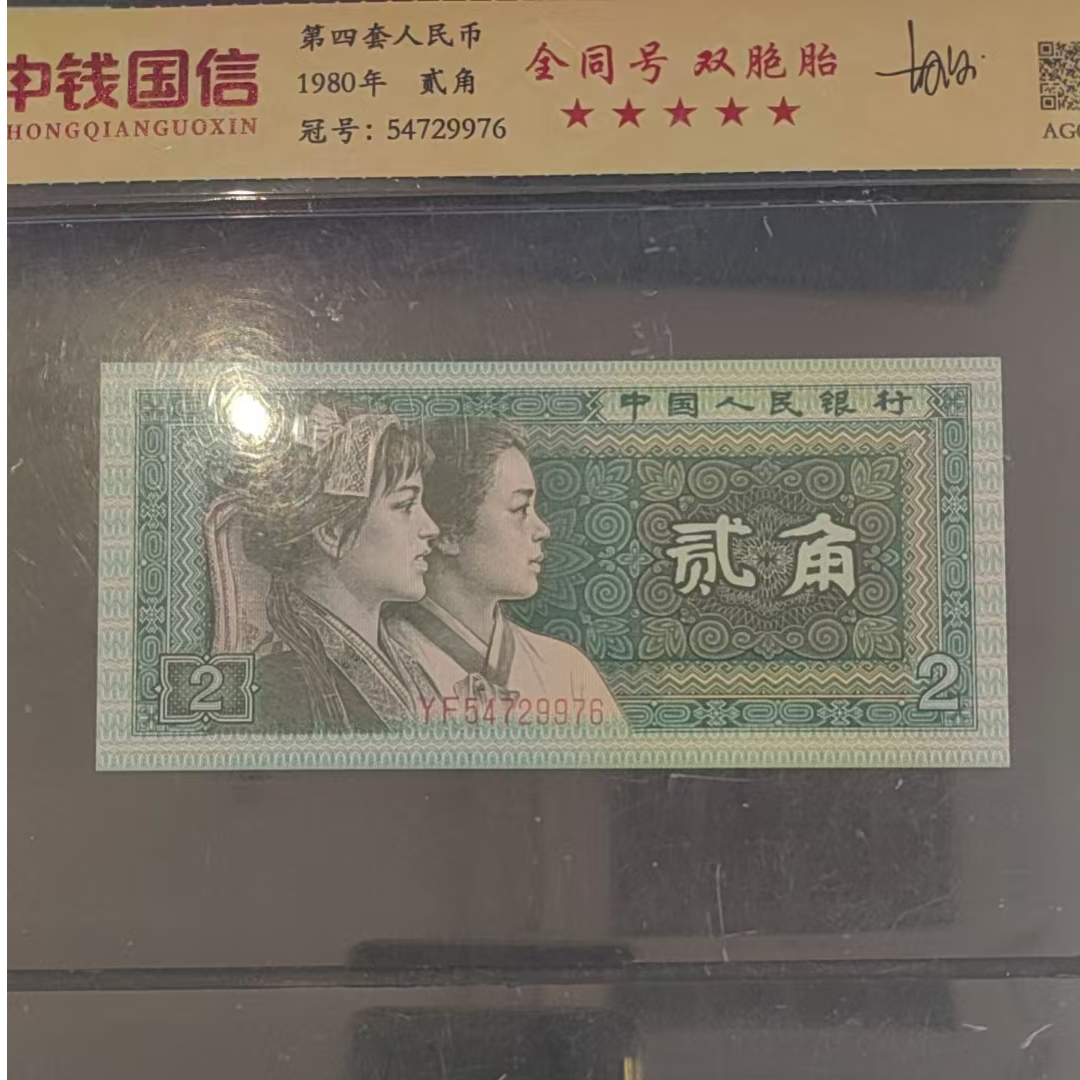 中钱国信
HONGQIANGUOXIN
第四套人民币
1980年 贰角
冠号：54729976
全同号 双胞胎
★★★★★
AG
中国人民银行
贰角
2
2
YF54729976